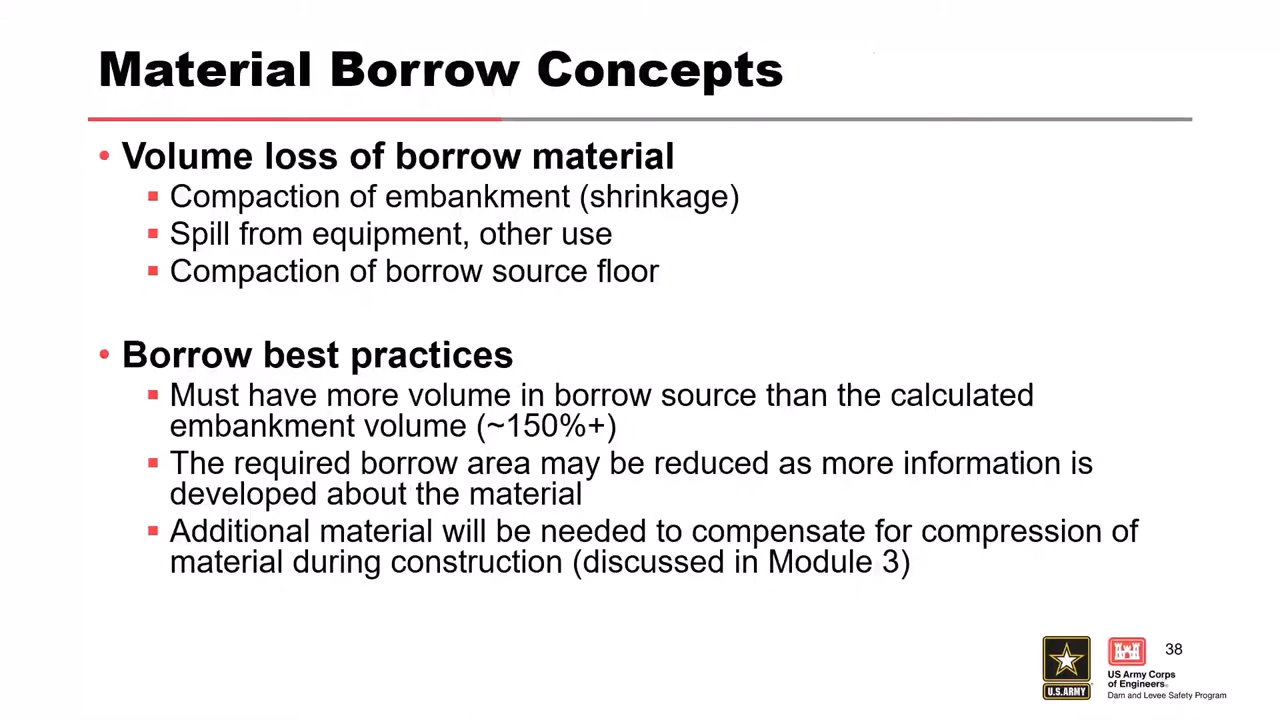 Material Borrow Concepts
• Volume loss of borrow material
▪ Compaction of embankment (shrinkage)
▪ Spill from equipment, other use
▪ Compaction of borrow source floor
• Borrow best practices
▪ Must have more volume in borrow source than the calculated
embankment volume (~150%+)
▪ The required borrow area may be reduced as more information is
developed about the material
▪ Additional material will be needed to compensate for compression of
material during construction (discussed in Module 3)
38
U.S.ARMY
US Army Corps
of Engineers®
Dam and Levee Safety Program